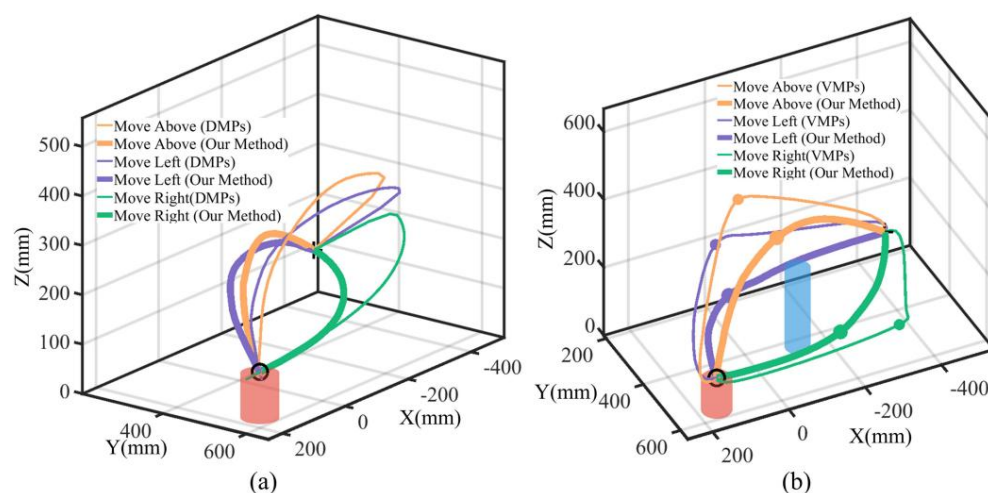 500
400
300
200
100
0
Z(mm)
Move Above (DMPs)
Move Above (Our Method)
Move Left (DMPs)
Move Left (Our Method)
Move Right(DMPs)
Move Right (Our Method)
400
600
Y(mm)
200
0
-200
-400
X(mm)
(a)
600
400
200
0
Z(mm)
Move Above (VMPs)
Move Above (Our Method)
Move Left (VMPs)
Move Left (Our Method)
Move Right(VMPs)
Move Right (Our Method)
200
400
600
Y(mm)
200
0
-200
-400
X(mm)
(b)